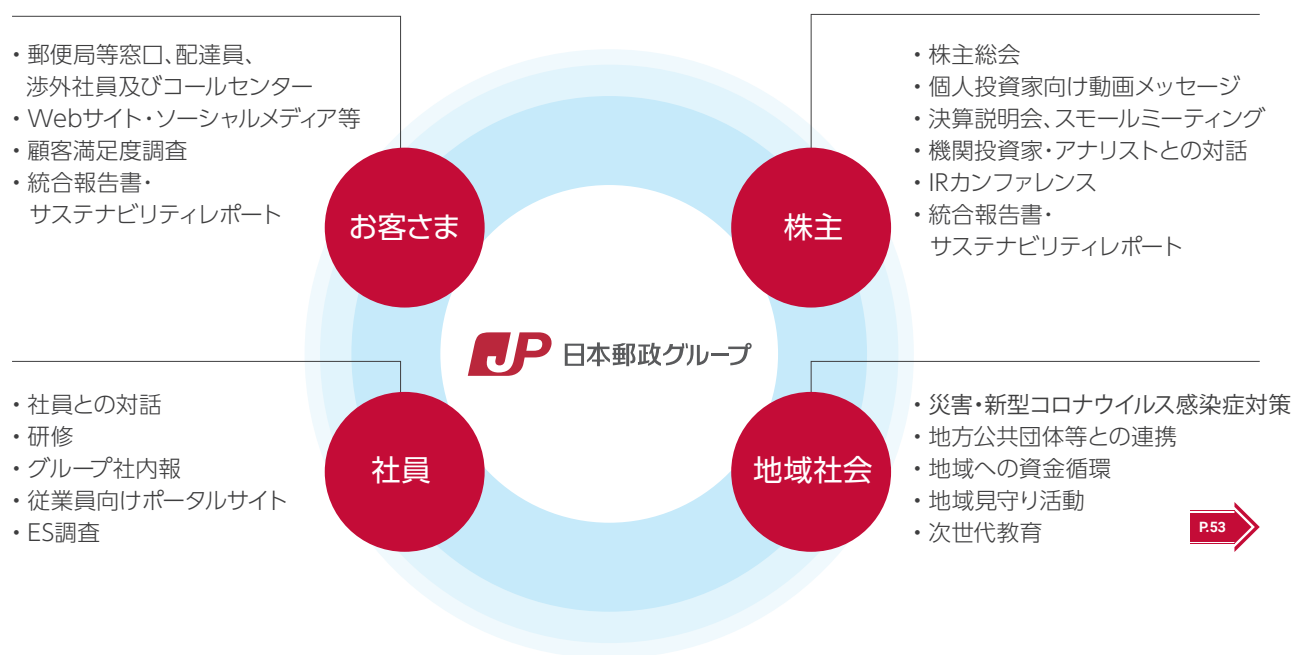 ・郵便局等窓口、配達員、
渉外社員及びコールセンター
・Webサイト・ソーシャルメディア等
・顧客満足度調査
・統合報告書・
サステナビリティレポート
お客さま
・株主総会
・個人投資家向け動画メッセージ
・決算説明会、スモールミーティング
・機関投資家・アナリストとの対話
・IRカンファレンス
・統合報告書・
サステナビリティレポート
株主
JP 日本郵政グループ
・社員との対話
・研修
・グループ社内報
・従業員向けポータルサイト
・ES調査
社員
地域社会
・災害・新型コロナウイルス感染症対策
・地方公共団体等との連携
・地域への資金循環
・地域見守り活動
・次世代教育
P.53